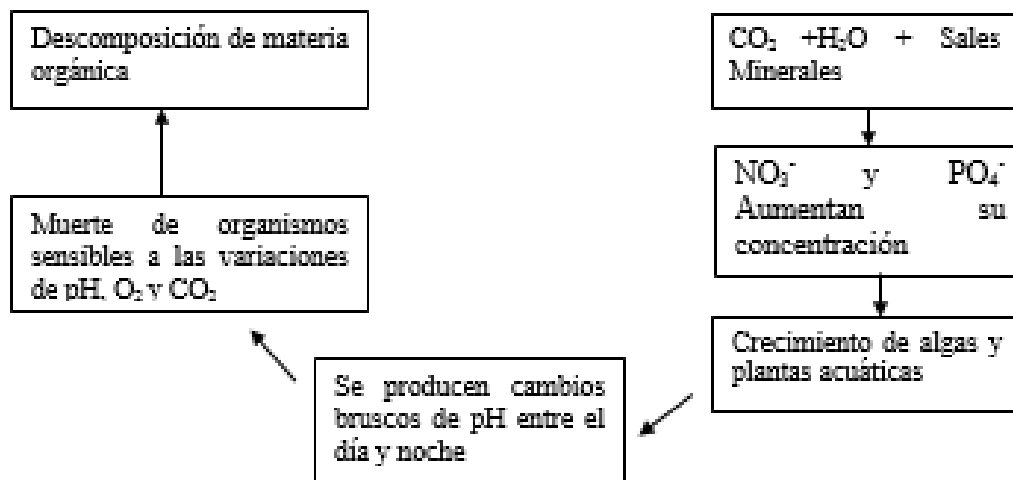 Descomposición de materia
orgánica
CO₂ +H₂O + Sales
Minerales
NO₃⁻ y PO₄⁻
Aumentan su
concentración
Muerte de organismos
sensibles a las variaciones
de pH, O₂ y CO₂
Crecimiento de algas y
plantas acuáticas
Se producen cambios
bruscos de pH entre el
día y noche